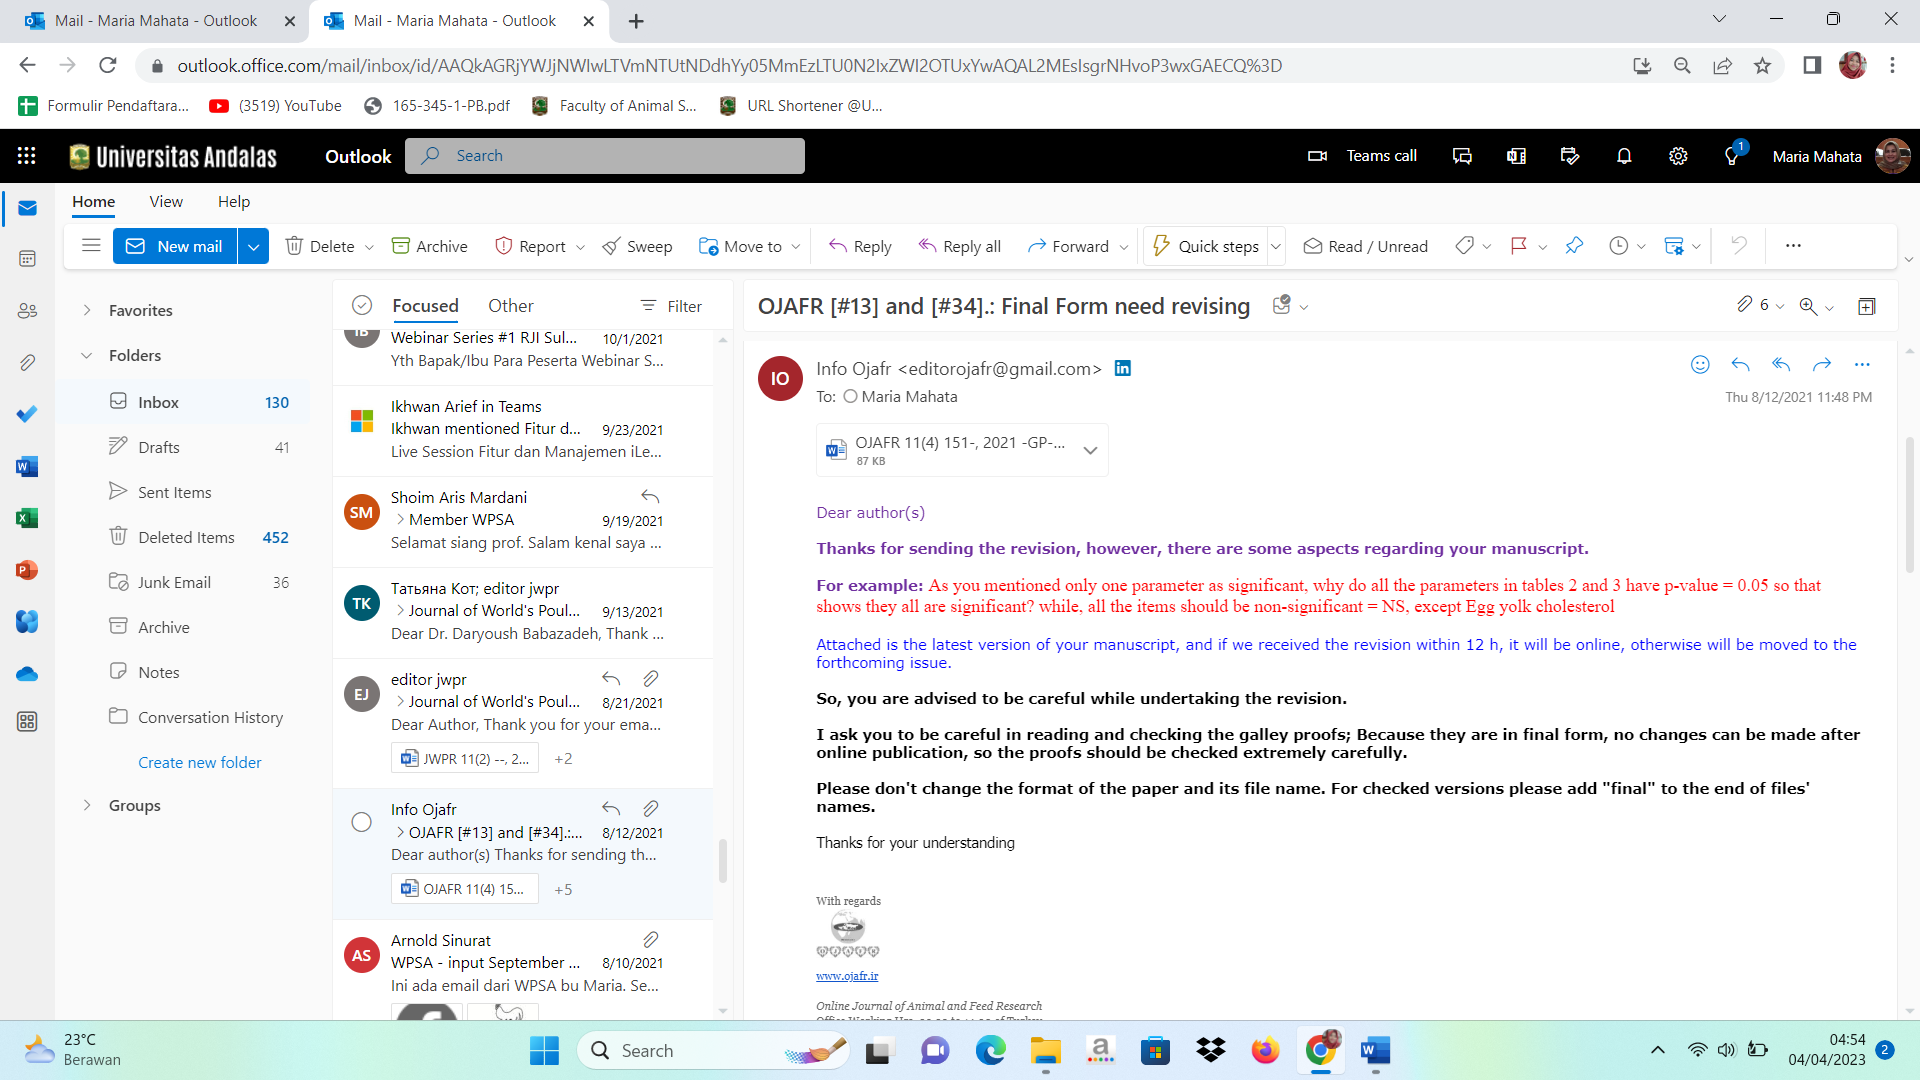 Mail - Maria Mahata - Outlook
Mail - Maria Mahata - Outlook
outlook.office.com/mail/inbox/id/AAQkAGRjYWJjNWIwLTVmNTUtNDdhYy05MmEzLTU0N2IxZWI2OTUxYwAQAL2MEsIsgrNHvoP3wxGAECQ%3D
Formulir Pendaftara...
(3519) YouTube
165-345-1-PB.pdf
Faculty of Animal S...
URL Shortener @U...
Universitas Andalas
Outlook
Search
Teams call
1
Maria Mahata
Home
View
Help
New mail
Delete
Archive
Report
Sweep
Move to
Reply
Reply all
Forward
Quick steps
Read / Unread
Favorites
Folders
Inbox 130
Drafts 41
Sent Items
Deleted Items 452
Junk Email 36
Archive
Notes
Conversation History
Create new folder
Groups
Focused
Other
Filter
Webinar Series #1 RJI Sul... 10/1/2021
Yth Bapak/Ibu Para Peserta Webinar S...
Ikhwan Arief in Teams
Ikhwan mentioned Fitur d... 9/23/2021
Live Session Fitur dan Manajemen iLe...
SM
Shoim Aris Mardani
Member WPSA 9/19/2021
Selamat siang prof. Salam kenal saya ...
TK
Татьяна Кот; editor jwpr
Journal of World's Poul... 9/13/2021
Dear Dr. Daryoush Babazadeh, Thank ...
EJ
editor jwpr
Journal of World's Poul... 8/21/2021
Dear Author, Thank you for your ema...
JWPR 11(2) --, 2... +2
Info Ojafr
OJAFR [#13] and [#34].:... 8/12/2021
Dear author(s) Thanks for sending th...
OJAFR 11(4) 15... +5
AS
Arnold Sinurat
WPSA - input September ... 8/10/2021
Ini ada email dari WPSA bu Maria. Se...
OJAFR [#13] and [#34].: Final Form need revising
6
IO
Info Ojafr <editorojafr@gmail.com>
To: Maria Mahata
Thu 8/12/2021 11:48 PM
OJAFR 11(4) 151-, 2021 -GP-...
87 KB
Dear author(s)
Thanks for sending the revision, however, there are some aspects regarding your manuscript.
For example: As you mentioned only one parameter as significant, why do all the parameters in tables 2 and 3 have p-value = 0.05 so that
shows they all are significant? while, all the items should be non-significant = NS, except Egg yolk cholesterol
Attached is the latest version of your manuscript, and if we received the revision within 12 h, it will be online, otherwise will be moved to the
forthcoming issue.
So, you are advised to be careful while undertaking the revision.
I ask you to be careful in reading and checking the galley proofs; Because they are in final form, no changes can be made after
online publication, so the proofs should be checked extremely carefully.
Please don't change the format of the paper and its file name. For checked versions please add "final" to the end of files'
names.
Thanks for your understanding
With regards
www.ojafr.ir
Online Journal of Animal and Feed Research
23°C
Berawan
Search
04:54
04/04/2023
2